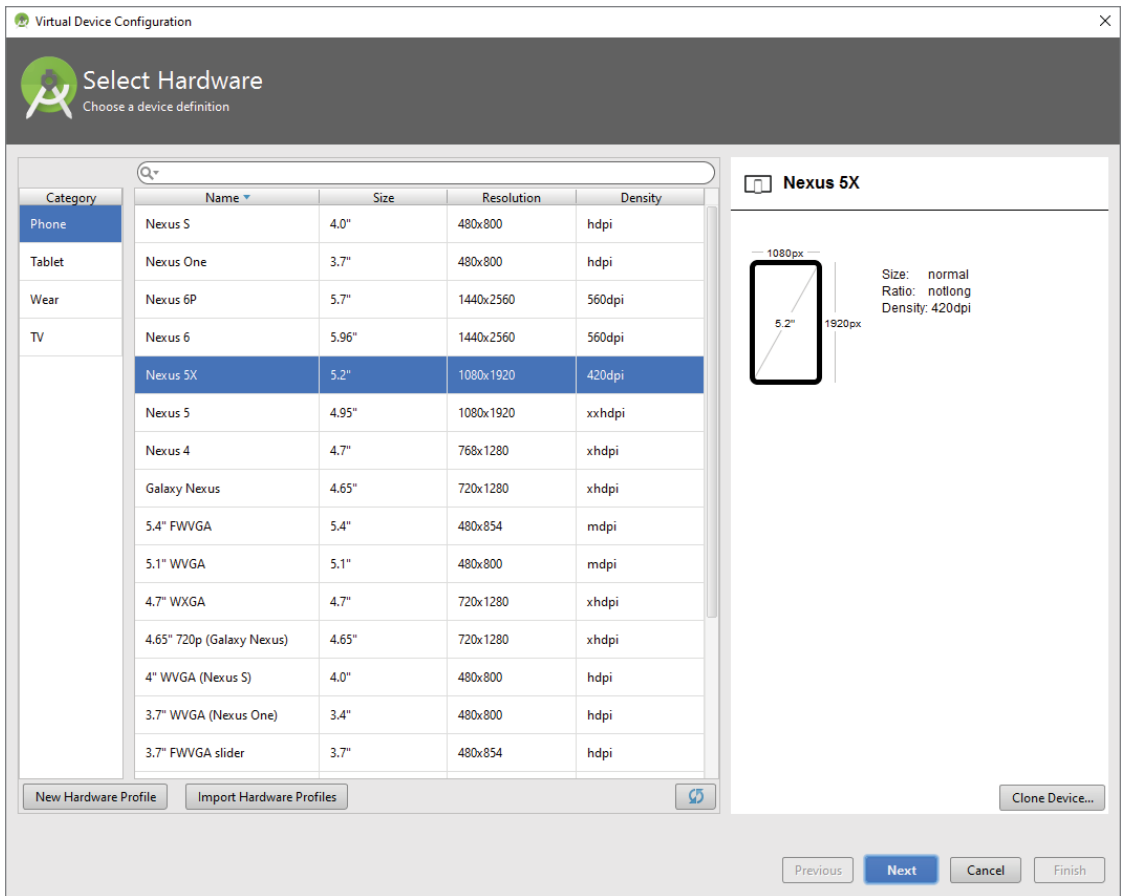 Virtual Device Configuration
Select Hardware
Choose a device definition
Category
Phone
Tablet
Wear
TV
Name Size Resolution Density
Nexus S 4.0" 480x800 hdpi
Nexus One 3.7" 480x800 hdpi
Nexus 6P 5.7" 1440x2560 560dpi
Nexus 6 5.96" 1440x2560 560dpi
Nexus 5X 5.2" 1080x1920 420dpi
Nexus 5 4.95" 1080x1920 xxhdpi
Nexus 4 4.7" 768x1280 xhdpi
Galaxy Nexus 4.65" 720x1280 xhdpi
5.4" FWVGA 5.4" 480x854 mdpi
5.1" WVGA 5.1" 480x800 mdpi
4.7" WXGA 4.7" 720x1280 xhdpi
4.65" 720p (Galaxy Nexus) 4.65" 720x1280 xhdpi
4" WVGA (Nexus S) 4.0" 480x800 hdpi
3.7" WVGA (Nexus One) 3.4" 480x800 hdpi
3.7" FWVGA slider 3.7" 480x854 hdpi
New Hardware Profile Import Hardware Profiles
Nexus 5X
1080px
5.2" 1920px
Size: normal
Ratio: notlong
Density: 420dpi
Clone Device...
Previous Next Cancel Finish